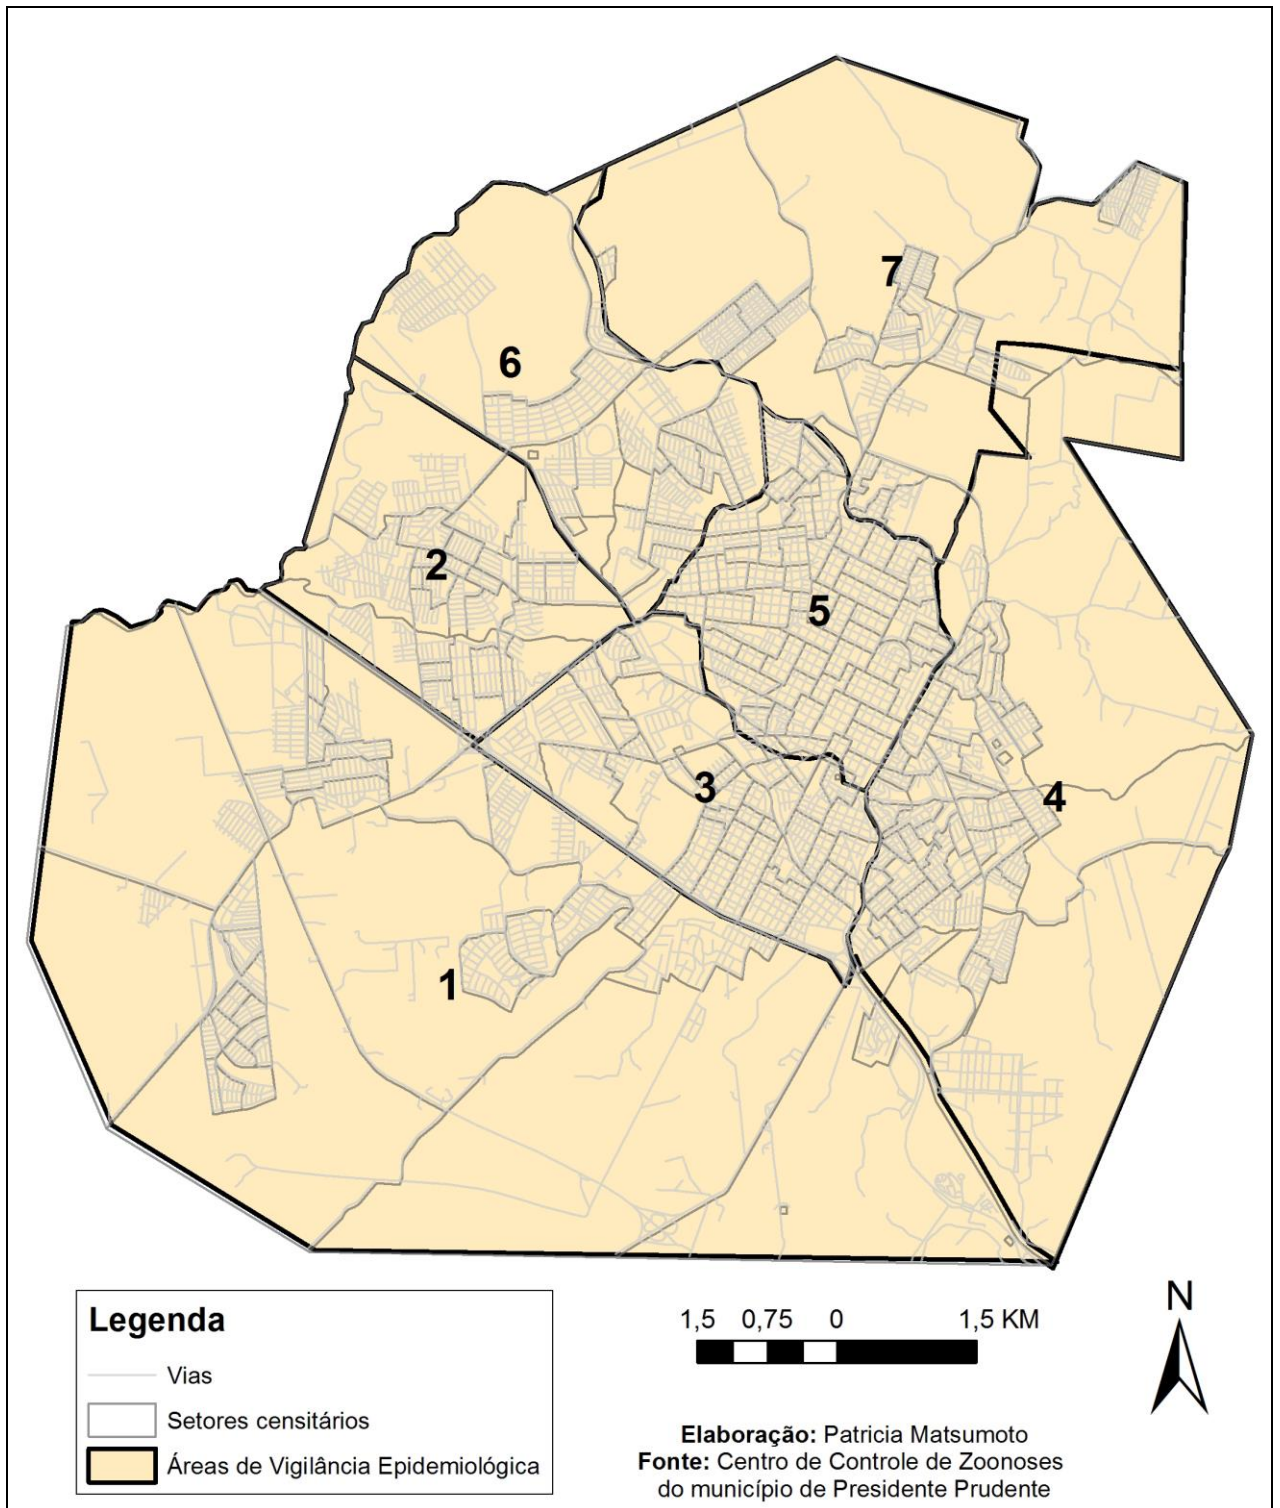 7
6
2
5
3
4
1
Legenda
Vias
Setores censitários
Áreas de Vigilância Epidemiológica
1,5 0,75 0 1,5 KM
N
Elaboração: Patricia Matsumoto
Fonte: Centro de Controle de Zoonoses
do município de Presidente Prudente